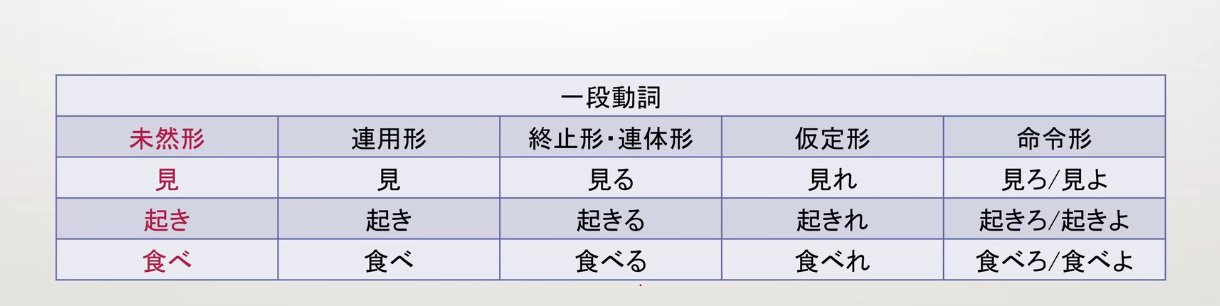 一段動詞
未然形 連用形 終止形・連体形 仮定形 命令形
見 見 見る 見れ 見ろ/見よ
起き 起き 起きる 起きれ 起きろ/起きよ
食べ 食べ 食べる 食べれ 食べろ/食べよ